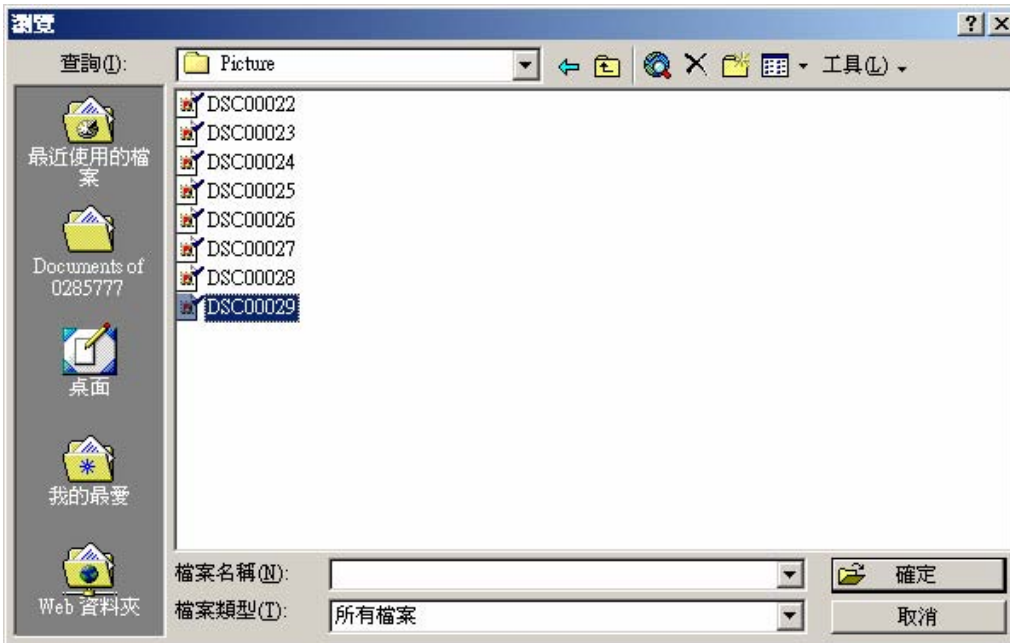 瀏覽
查詢(I):
Picture
工具(L)
最近使用的檔
案
Documents of
0285777
桌面
我的最愛
Web 資料夾
DSC00022
DSC00023
DSC00024
DSC00025
DSC00026
DSC00027
DSC00028
DSC00029
檔案名稱(N):
確定
檔案類型(T):
所有檔案
取消